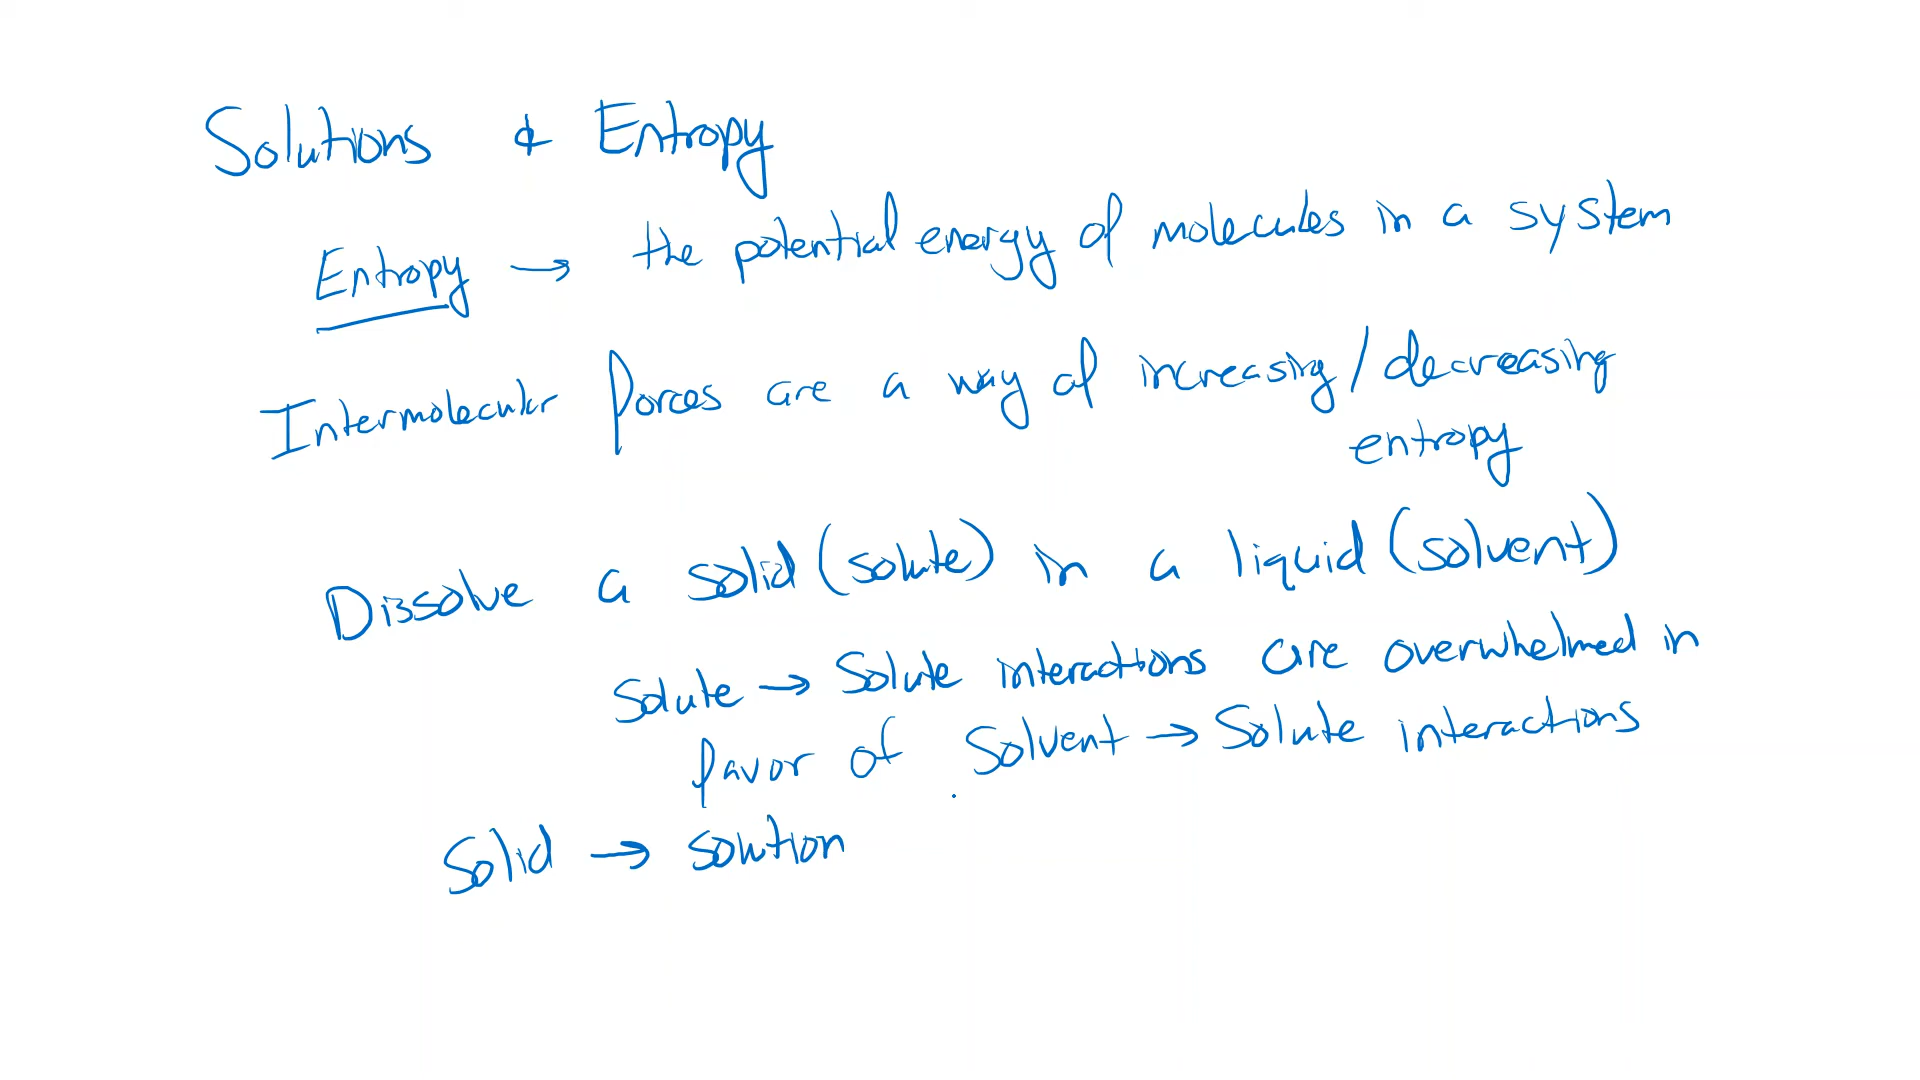 Solutions & Entropy
Entropy → the potential energy of molecules in a system
Intermolecular forces are a way of increasing/decreasing
entropy
Dissolve a solid (solute) in a liquid (solvent)
Solute → Solute interactions are overwhelmed in
favor of Solvent → Solute interactions
Solid → solution